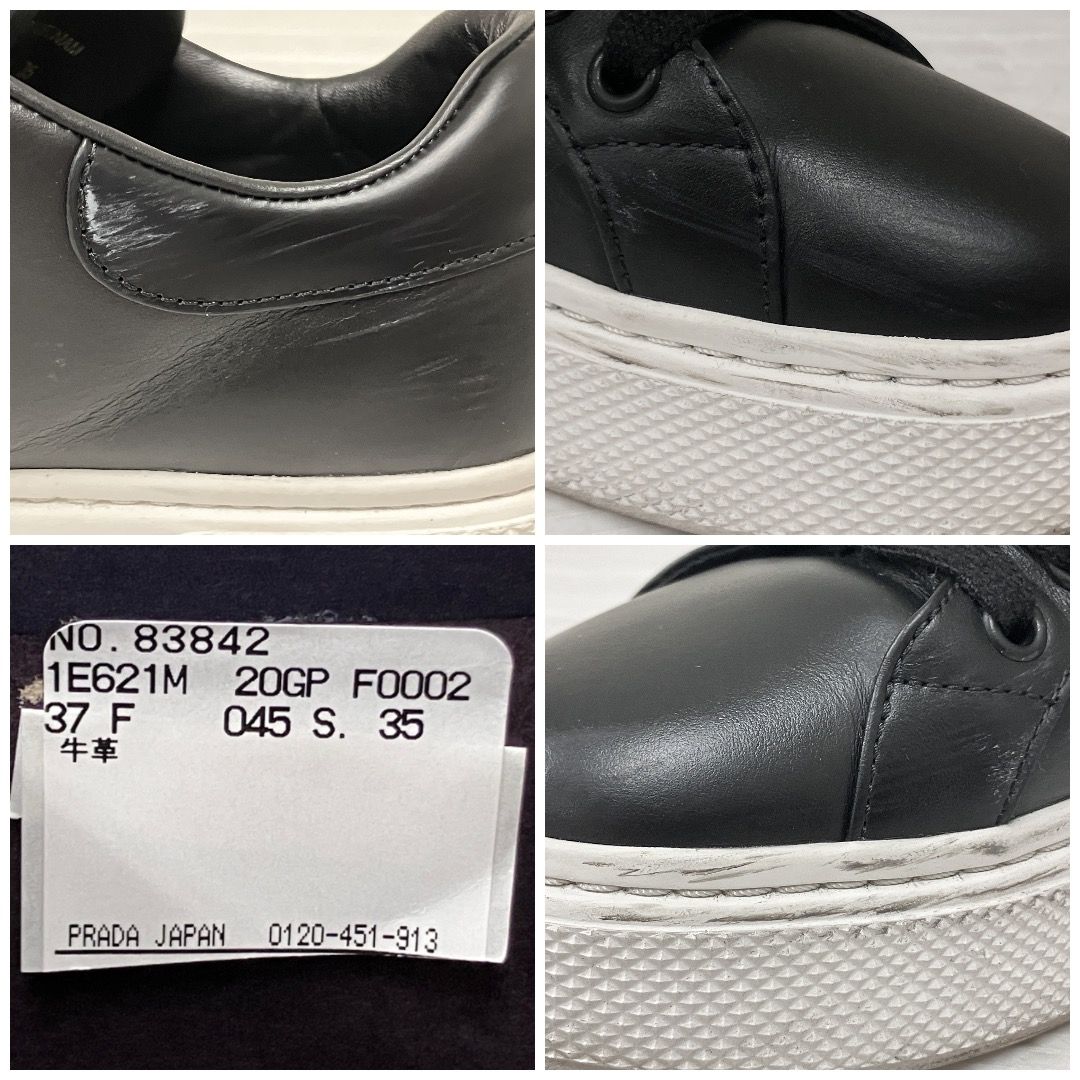 NO. 83842
1E621M 20GP F0002
37 F 045 S. 35
牛革
PRADA JAPAN 0120-451-913